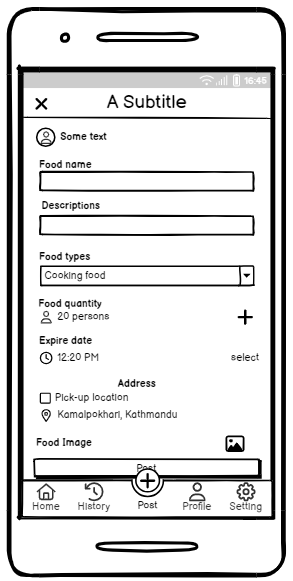 16:45
A Subtitle
Some text
Food name
Descriptions
Food types
Cooking food
Food quantity
20 persons
Expire date
12:20 PM select
Address
Pick-up location
Kamalpokhari, Kathmandu
Food Image
Post
Home History Post Profile Setting